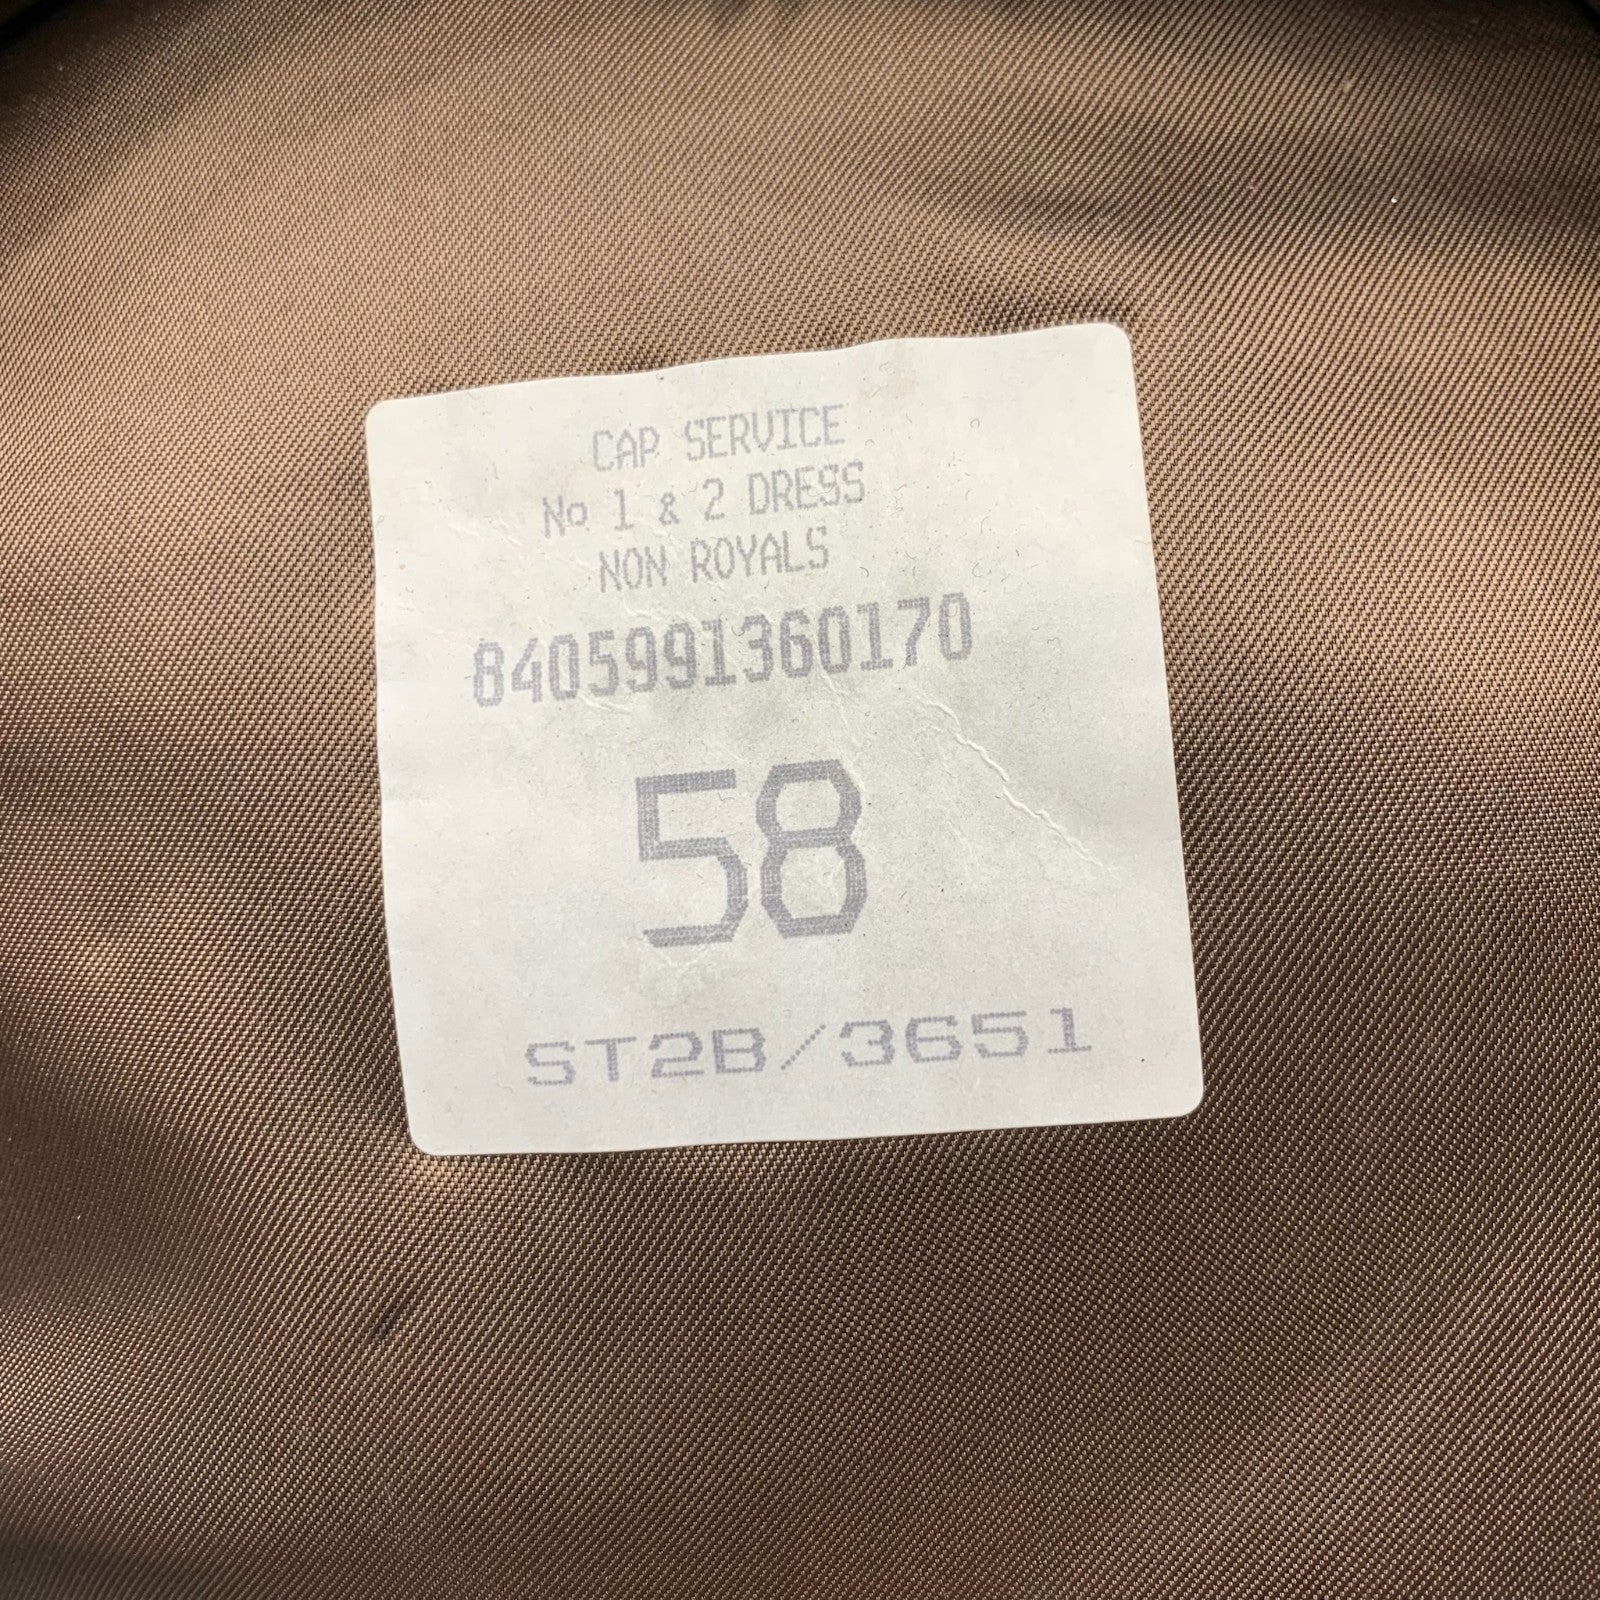 CAP SERVICE
No 1 & 2 DRESS
NON ROYALS
8405991360170
58
ST2B/3651